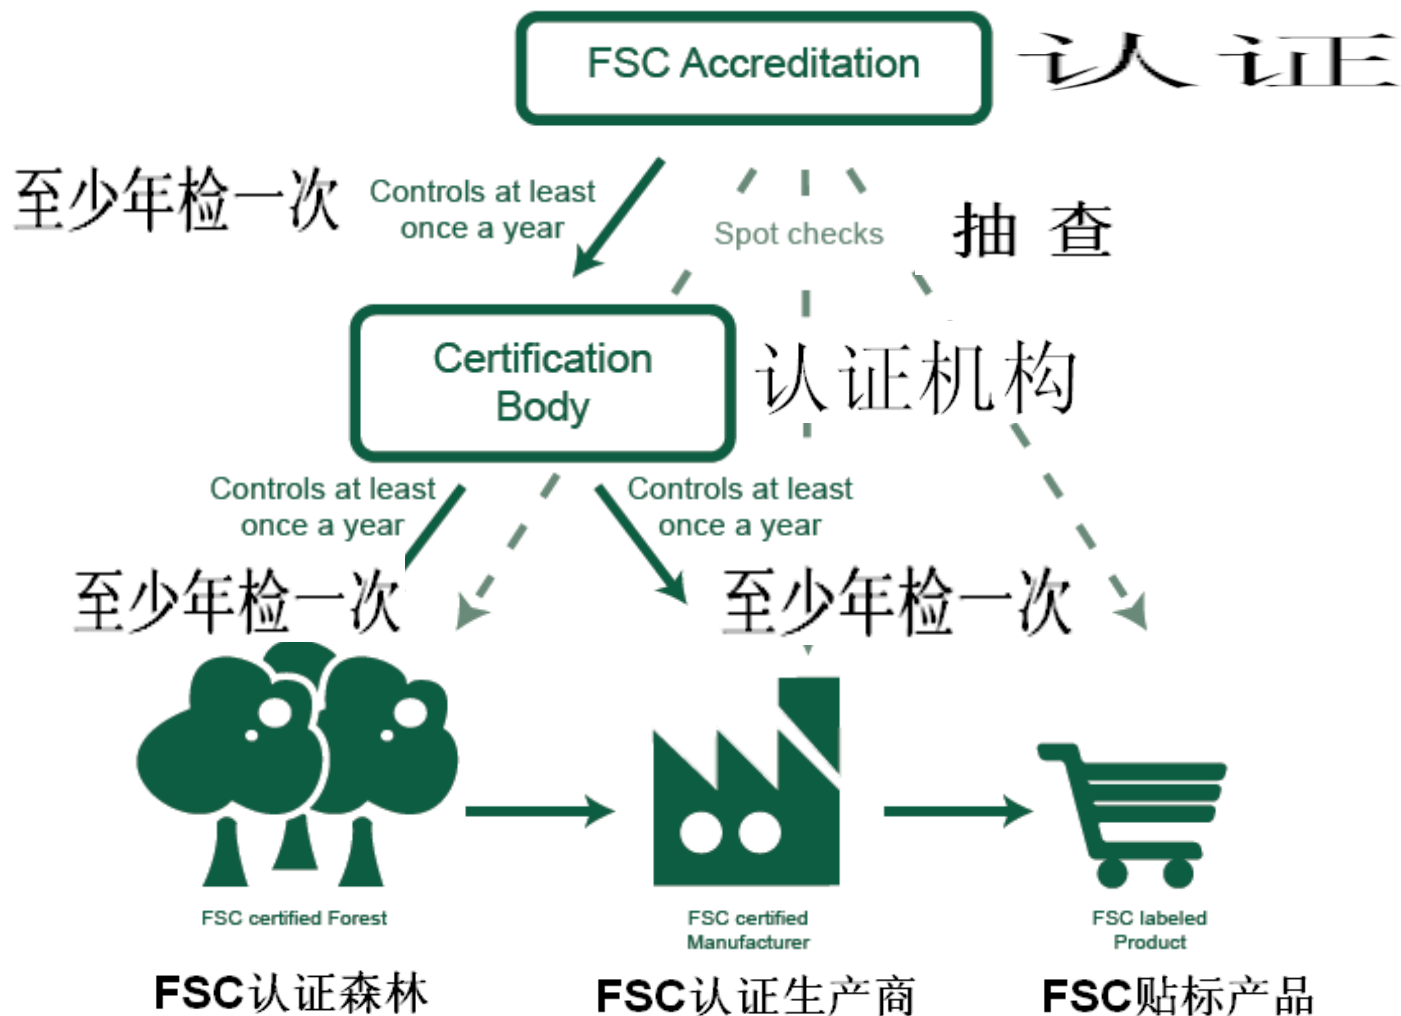 FSC Accreditation
认证
至少年检一次
Controls at least
once a year
Spot checks
抽查
Certification
Body
认证机构
Controls at least
once a year
Controls at least
once a year
至少年检一次
至少年检一次
FSC certified Forest
FSC certified
Manufacturer
FSC labeled
Product
FSC认证森林
FSC认证生产商
FSC贴标产品